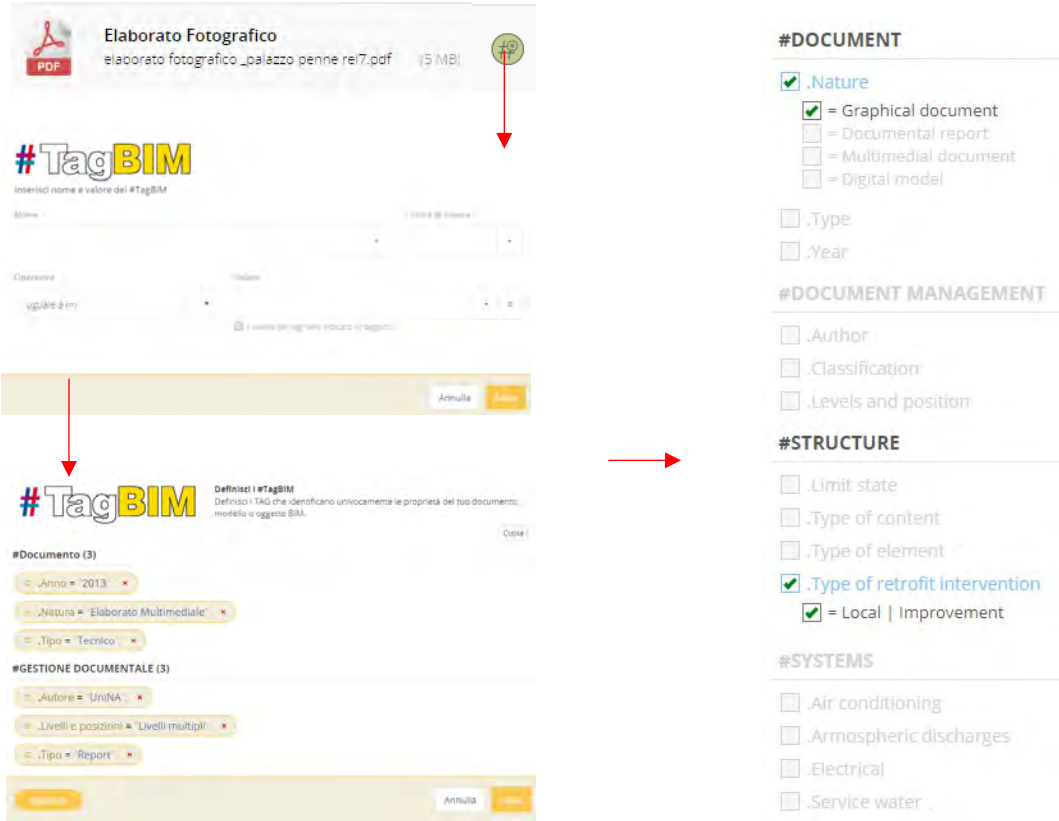 Elaborato Fotografico
elaborato fotografico _palazzo penne rel7.pdf (5 MB)
PDF
#TagBIM
Inserisci nome e valore del #TagBIM
Nome
Unità di misura
Operatore
Valore
uguale a (=)
Annulla
#TagBIM
Definisci i #TagBIM
Definisci i TAG che identificano univocamente le proprietà del tuo documento,
modello o oggetto BIM.
Copia
#Documento (3)
= .Anno = "2013" ×
= .Natura = "Elaborato Multimediale" ×
= .Tipo = "Tecnico" ×
#GESTIONE DOCUMENTALE (3)
= .Autore = "UniNA" ×
= .Livelli e posizioni = "Livelli multipli" ×
= .Tipo = "Report" ×
Annulla
#DOCUMENT
.Nature
= Graphical document
= Documental report
= Multimedial document
= Digital model
.Type
.Year
#DOCUMENT MANAGEMENT
.Author
.Classification
.Levels and position
#STRUCTURE
.Limit state
.Type of content
.Type of element
.Type of retrofit intervention
= Local | Improvement
#SYSTEMS
.Air conditioning
.Armospheric discharges
.Electrical
.Service water